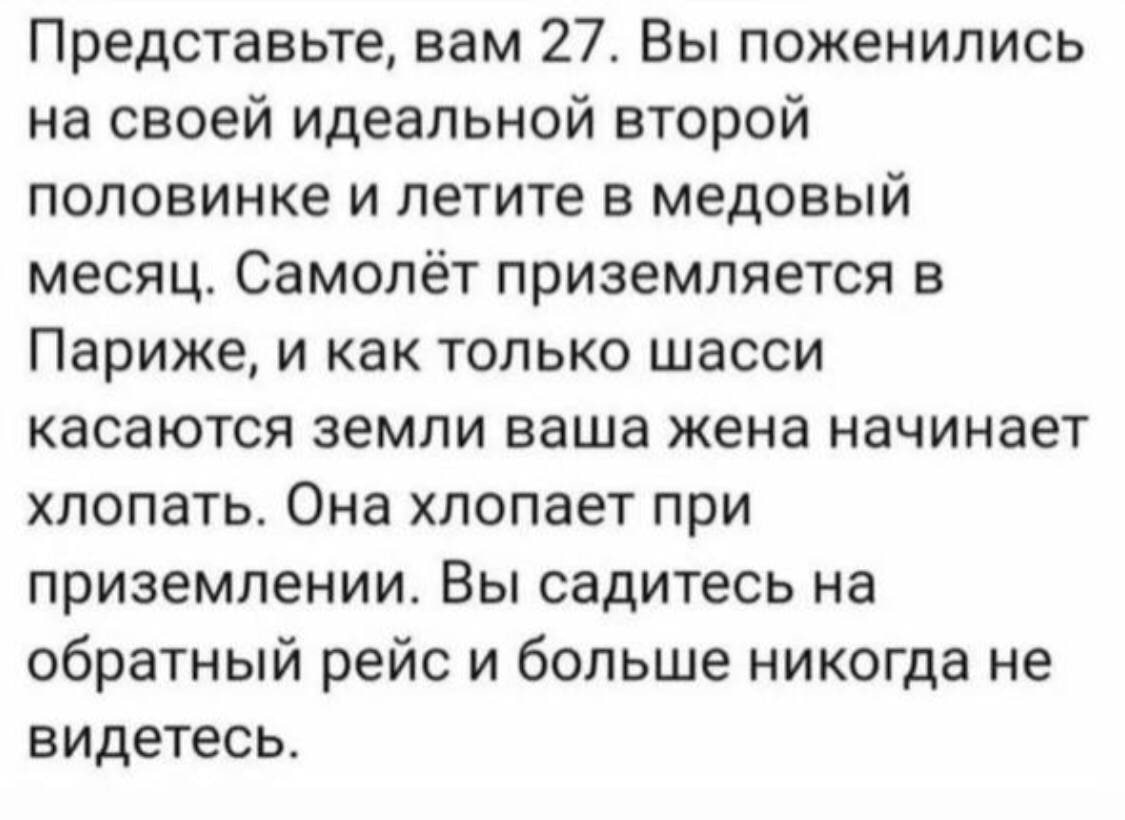 Представьте, вам 27. Вы поженились
на своей идеальной второй
половинке и летите в медовый
месяц. Самолёт приземляется в
Париже, и как только шасси
касаются земли ваша жена начинает
хлопать. Она хлопает при
приземлении. Вы садитесь на
обратный рейс и больше никогда не
видетесь.